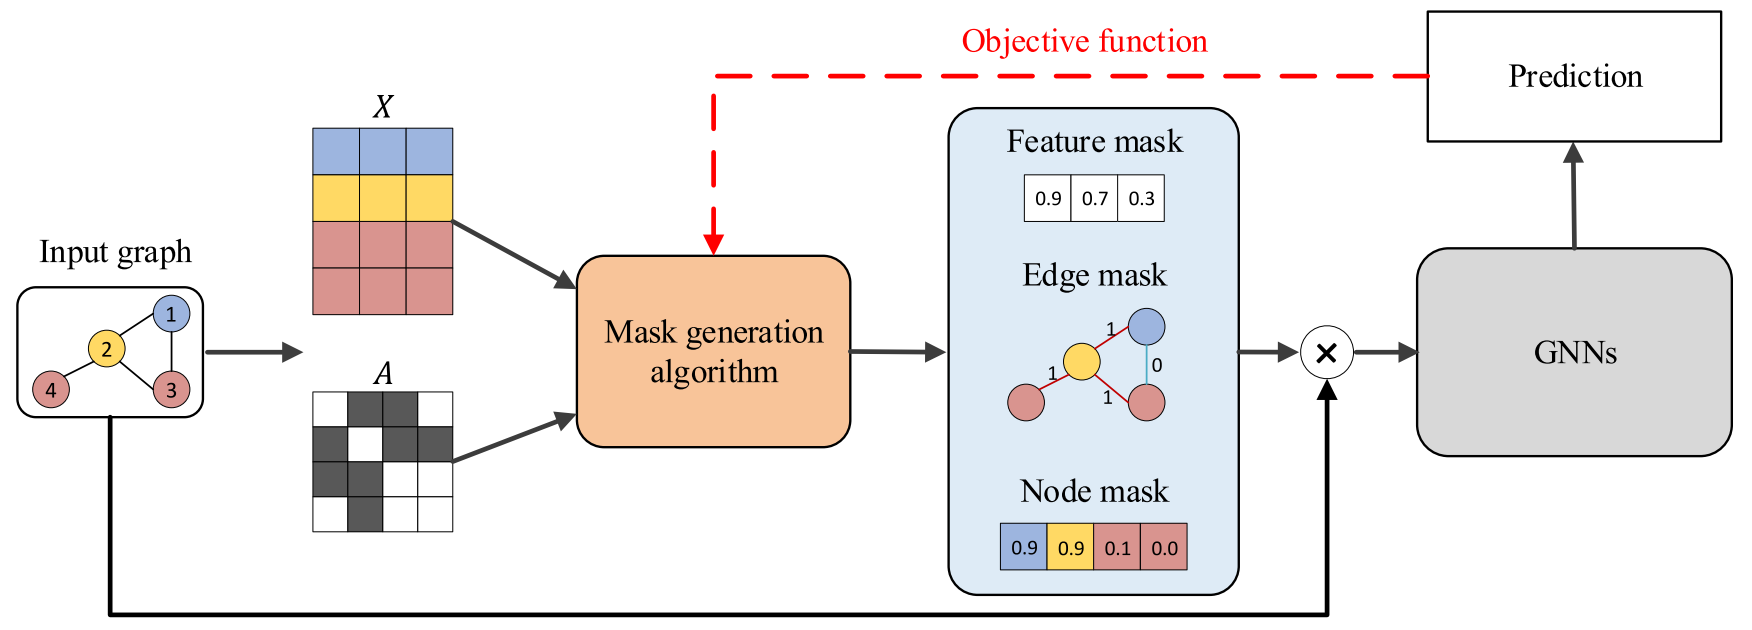 Objective function
Prediction
X
Feature mask
0.9 0.7 0.3
Input graph
1
2
4
3
A
Mask generation
algorithm
Edge mask
1
0
1
1
×
GNNs
Node mask
0.9 0.9 0.1 0.0